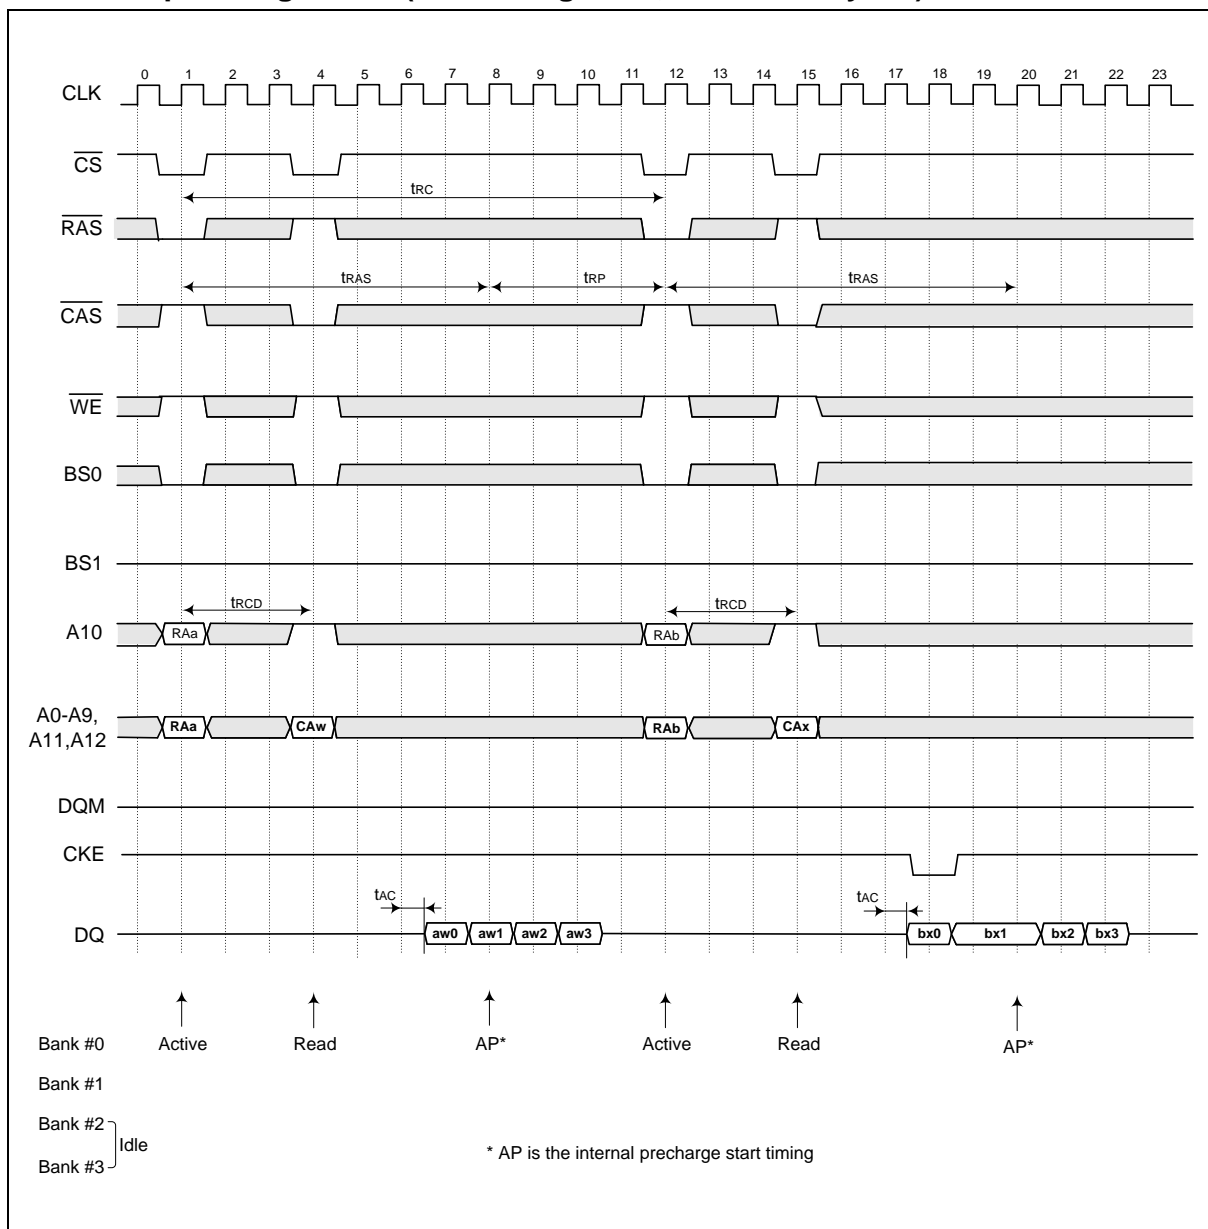 0 1 2 3 4 5 6 7 8 9 10 11 12 13 14 15 16 17 18 19 20 21 22 23
CLK
CS
tRC
RAS
tRAS tRP tRAS
CAS
WE
BS0
BS1
tRCD tRCD
A10 RAa RAb
A0-A9,
A11,A12
RAa CAw RAb CAx
DQM
CKE
tAC tAC
DQ aw0 aw1 aw2 aw3 bx0 bx1 bx2 bx3
Bank #0 Active Read AP* Active Read AP*
Bank #1
Bank #2
Idle
Bank #3
* AP is the internal precharge start timing